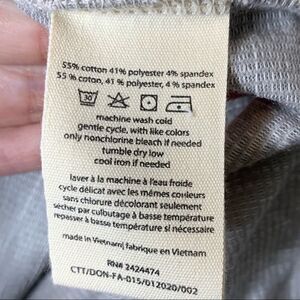 55% cotton 41% polyester 4% spandex
55 % coton, 41 % polyester, 4 % spandex
30
machine wash cold
gentle cycle, with like colors
only nonchlorine bleach if needed
tumble dry low
cool iron if needed
laver à la machine à l'eau froide
cycle délicat avec les mêmes couleurs
sans chlore décolorant seulement
sécher par culbutage à basse température
repasser à basse température si nécessaire
made in Vietnam| fabrique en Vietnam
RN# 2424474
CTT/DON-FA-015/012020/002